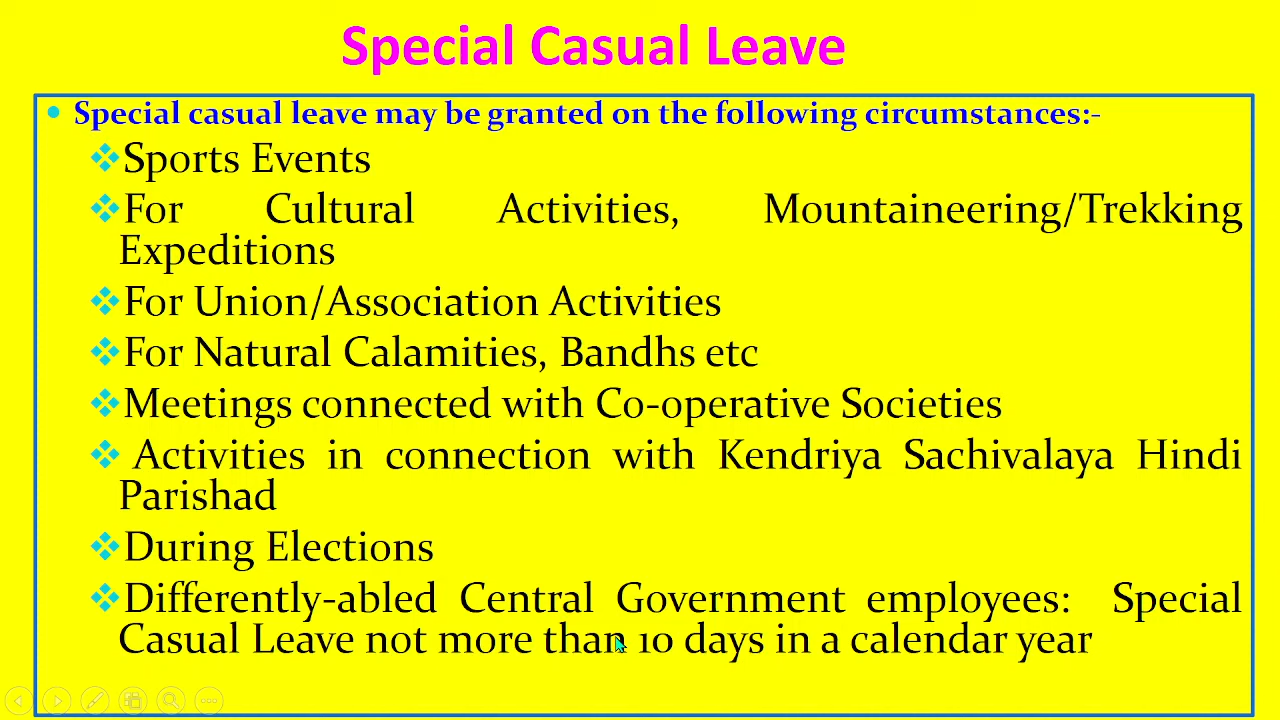 Special Casual Leave
Special casual leave may be granted on the following circumstances:-
Sports Events
For Cultural Activities, Mountaineering/Trekking
Expeditions
For Union/Association Activities
For Natural Calamities, Bandhs etc
Meetings connected with Co-operative Societies
Activities in connection with Kendriya Sachivalaya Hindi
Parishad
During Elections
Differently-abled Central Government employees: Special
Casual Leave not more than 10 days in a calendar year